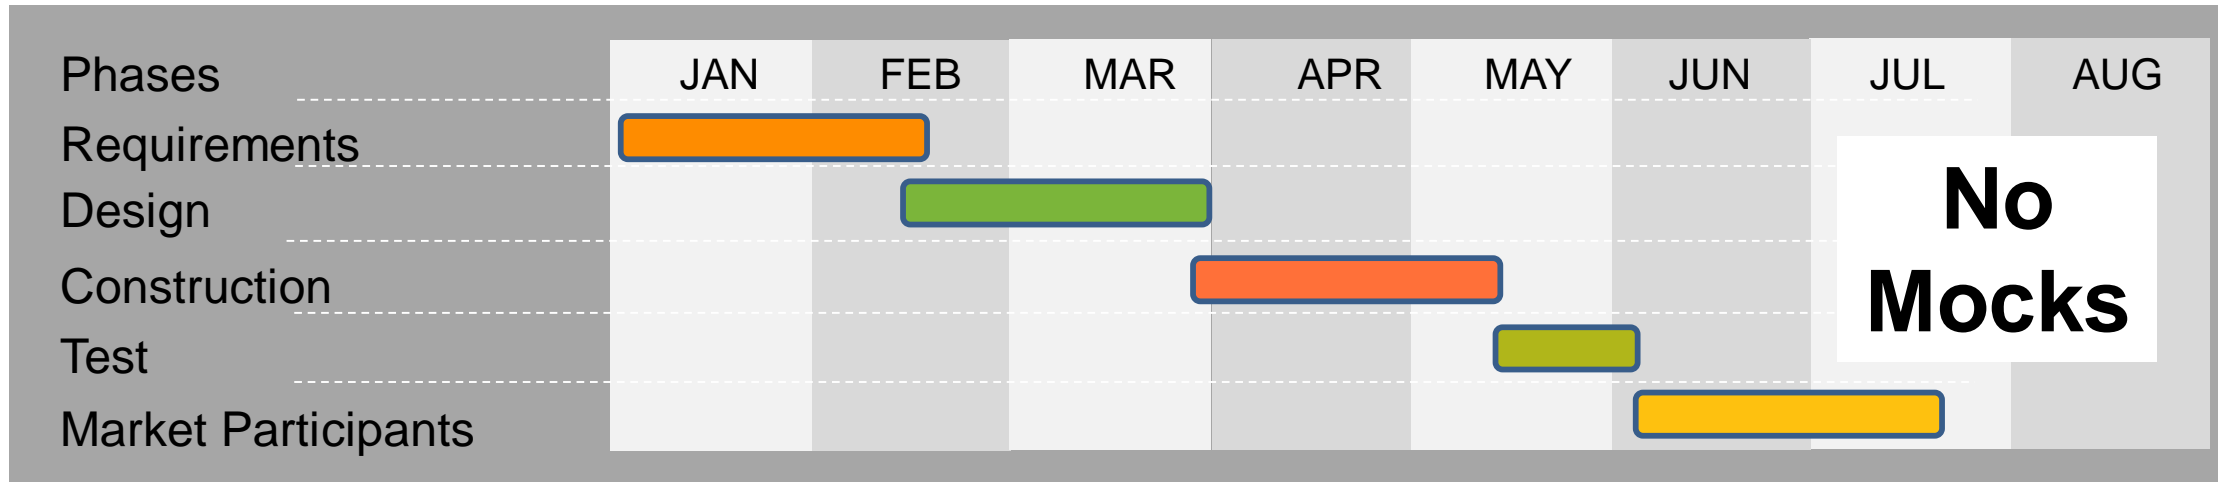 Phases JAN FEB MAR APR MAY JUN JUL AUG
Requirements
Design
Construction
Test
Market Participants
No
Mocks